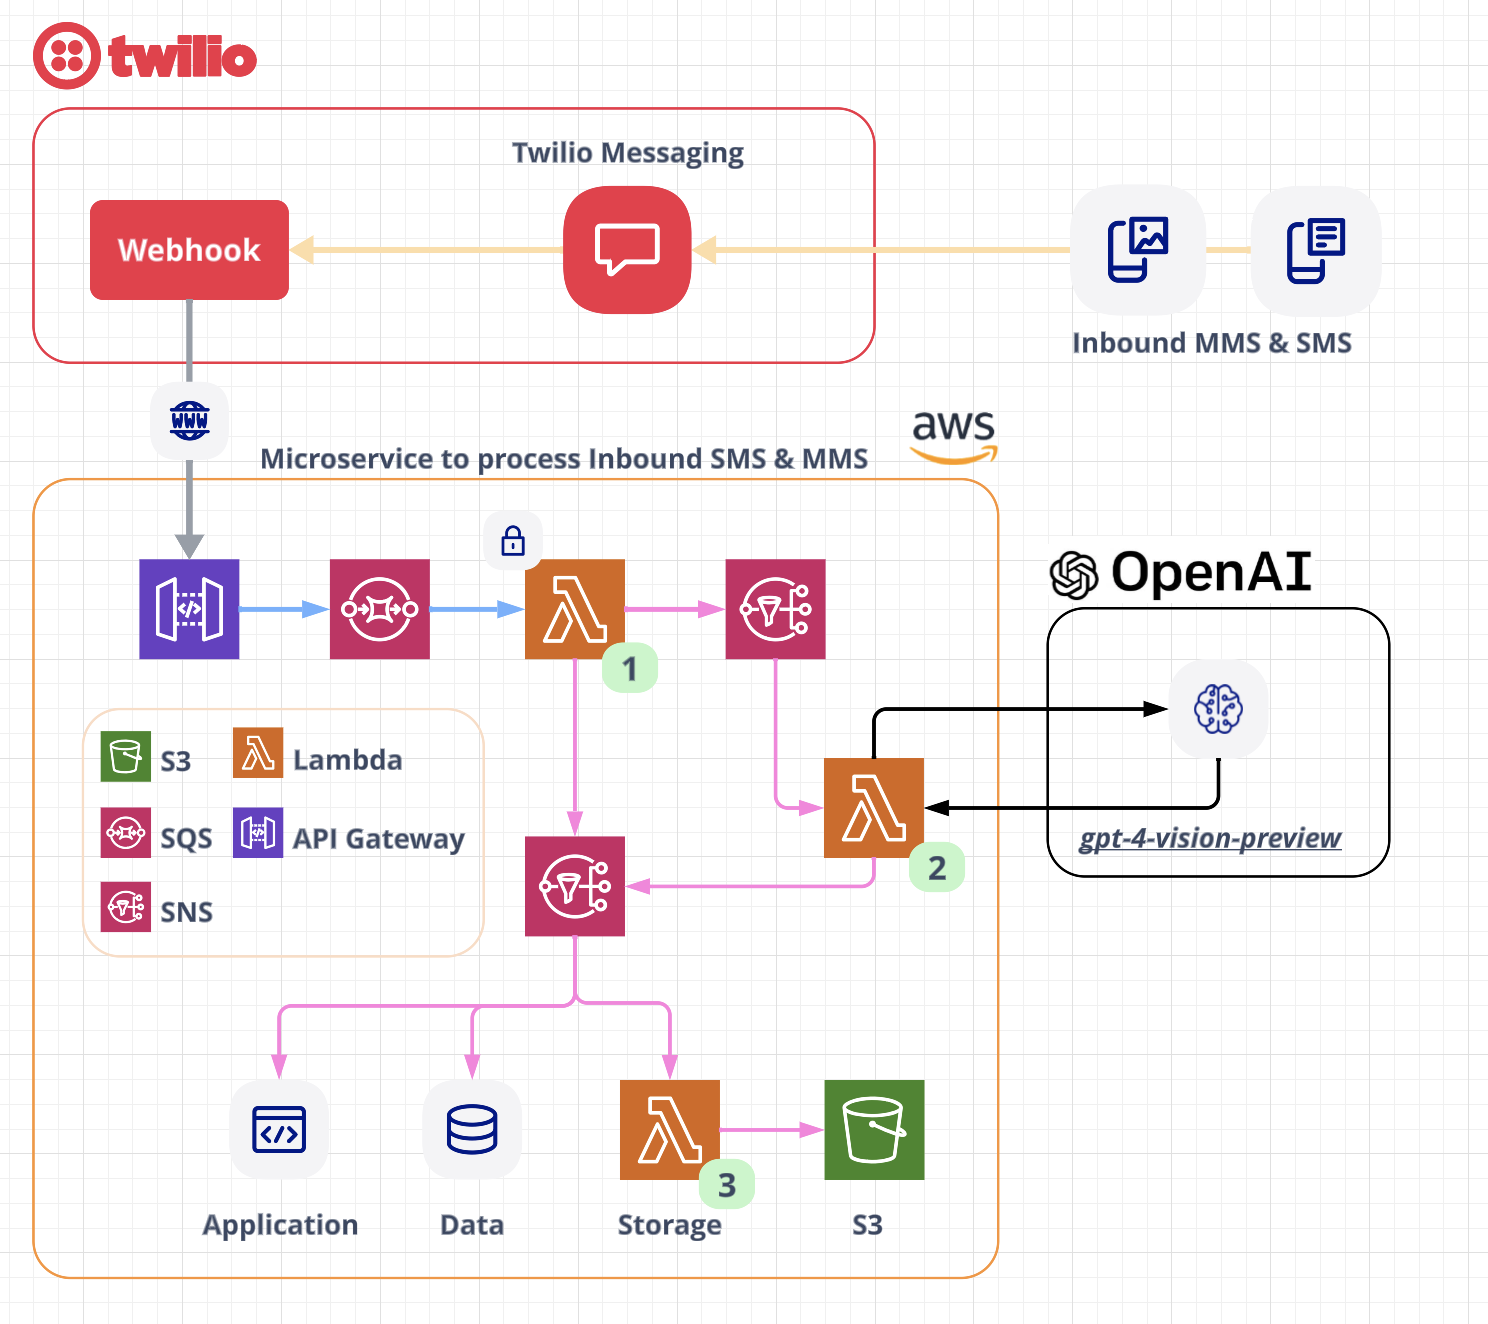 twilio
Twilio Messaging
Webhook
Inbound MMS & SMS
WWW
aws
Microservice to process Inbound SMS & MMS
OpenAI
1
S3
Lambda
SQS
API Gateway
SNS
gpt-4-vision-preview
2
3
Application
Data
Storage
S3